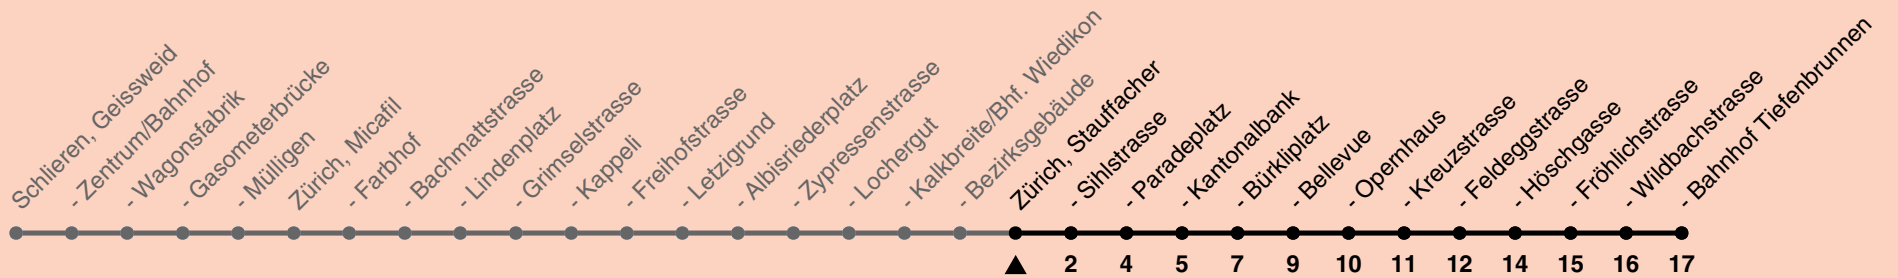 Schlieren, Geissweid
- Zentrum/Bahnhof
- Wagonsfabrik
- Gasometerbrücke
- Mülligen
Zürich, Micafil
- Farbhof
- Bachmattstrasse
- Lindenplatz
- Grimselstrasse
- Kappeli
- Freihofstrasse
- Letzigrund
- Albisriederplatz
- Zypressenstrasse
- Lochergut
- Kalkbreite/Bhf. Wiedikon
- Bezirksgebäude
Zürich, Stauffacher
- Sihlstrasse
- Paradeplatz
- Kantonalbank
- Bürkliplatz
- Bellevue
- Opernhaus
- Kreuzstrasse
- Feldeggstrasse
- Höschgasse
- Fröhlichstrasse
- Wildbachstrasse
- Bahnhof Tiefenbrunnen
2 4 5 7 9 10 11 12 14 15 16 17